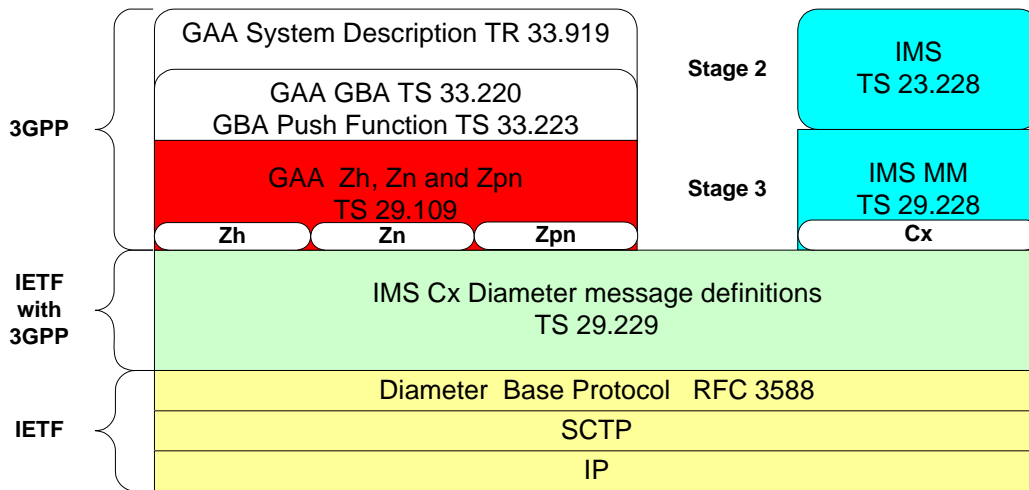 GAA System Description TR 33.919
GAA GBA TS 33.220
GBA Push Function TS 33.223
Stage 2
IMS
TS 23.228
3GPP
GAA Zh, Zn and Zpn
TS 29.109
Stage 3
IMS MM
TS 29.228
Zh
Zn
Zpn
Cx
IETF
with
3GPP
IMS Cx Diameter message definitions
TS 29.229
IETF
Diameter Base Protocol RFC 3588
SCTP
IP